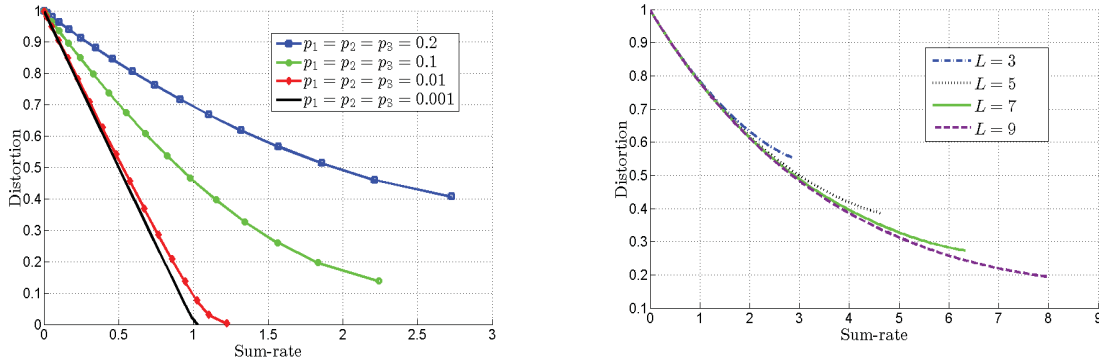 1
0.9
0.8
0.7
0.6
0.5
0.4
0.3
0.2
0.1
0
Distortion
p₁ = p₂ = p₃ = 0.2
p₁ = p₂ = p₃ = 0.1
p₁ = p₂ = p₃ = 0.01
p₁ = p₂ = p₃ = 0.001
0 0.5 1 1.5 2 2.5 3
Sum-rate
1.0
0.9
0.8
0.7
0.6
0.5
0.4
0.3
0.2
0.1
Distortion
L = 3
L = 5
L = 7
L = 9
0 1 2 3 4 5 6 7 8 9
Sum-rate